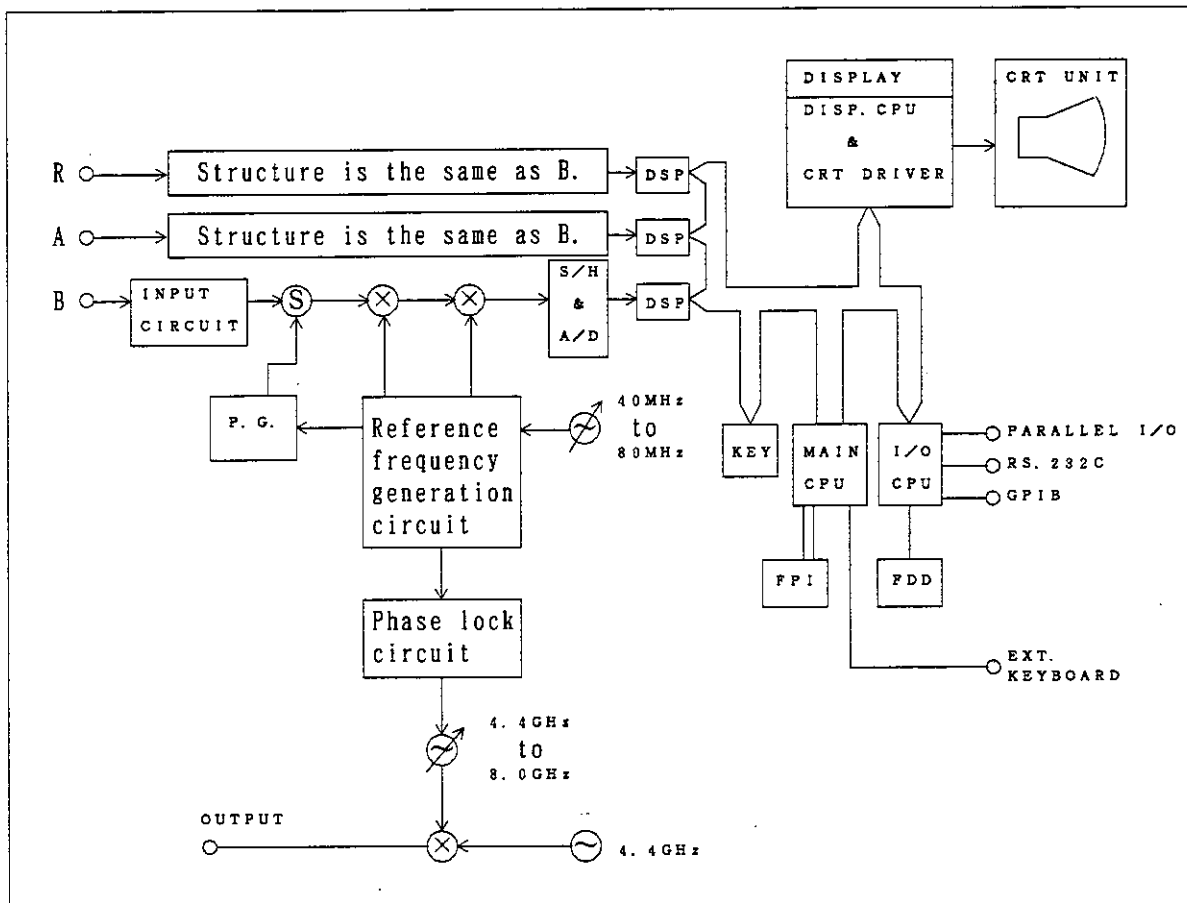 DISPLAY
DISP. CPU
&
CRT DRIVER
CRT UNIT
R
Structure is the same as B.
DSP
A
Structure is the same as B.
DSP
B
INPUT
CIRCUIT
S
×
×
S/H
&
A/D
DSP
P. G.
Reference
frequency
generation
circuit
~
40MHz
to
80MHz
KEY
MAIN
CPU
I/O
CPU
PARALLEL I/O
RS. 232C
GPIB
FPI
FDD
Phase lock
circuit
EXT.
KEYBOARD
~
4. 4GHz
to
8. 0GHz
OUTPUT
×
~
4. 4GHz